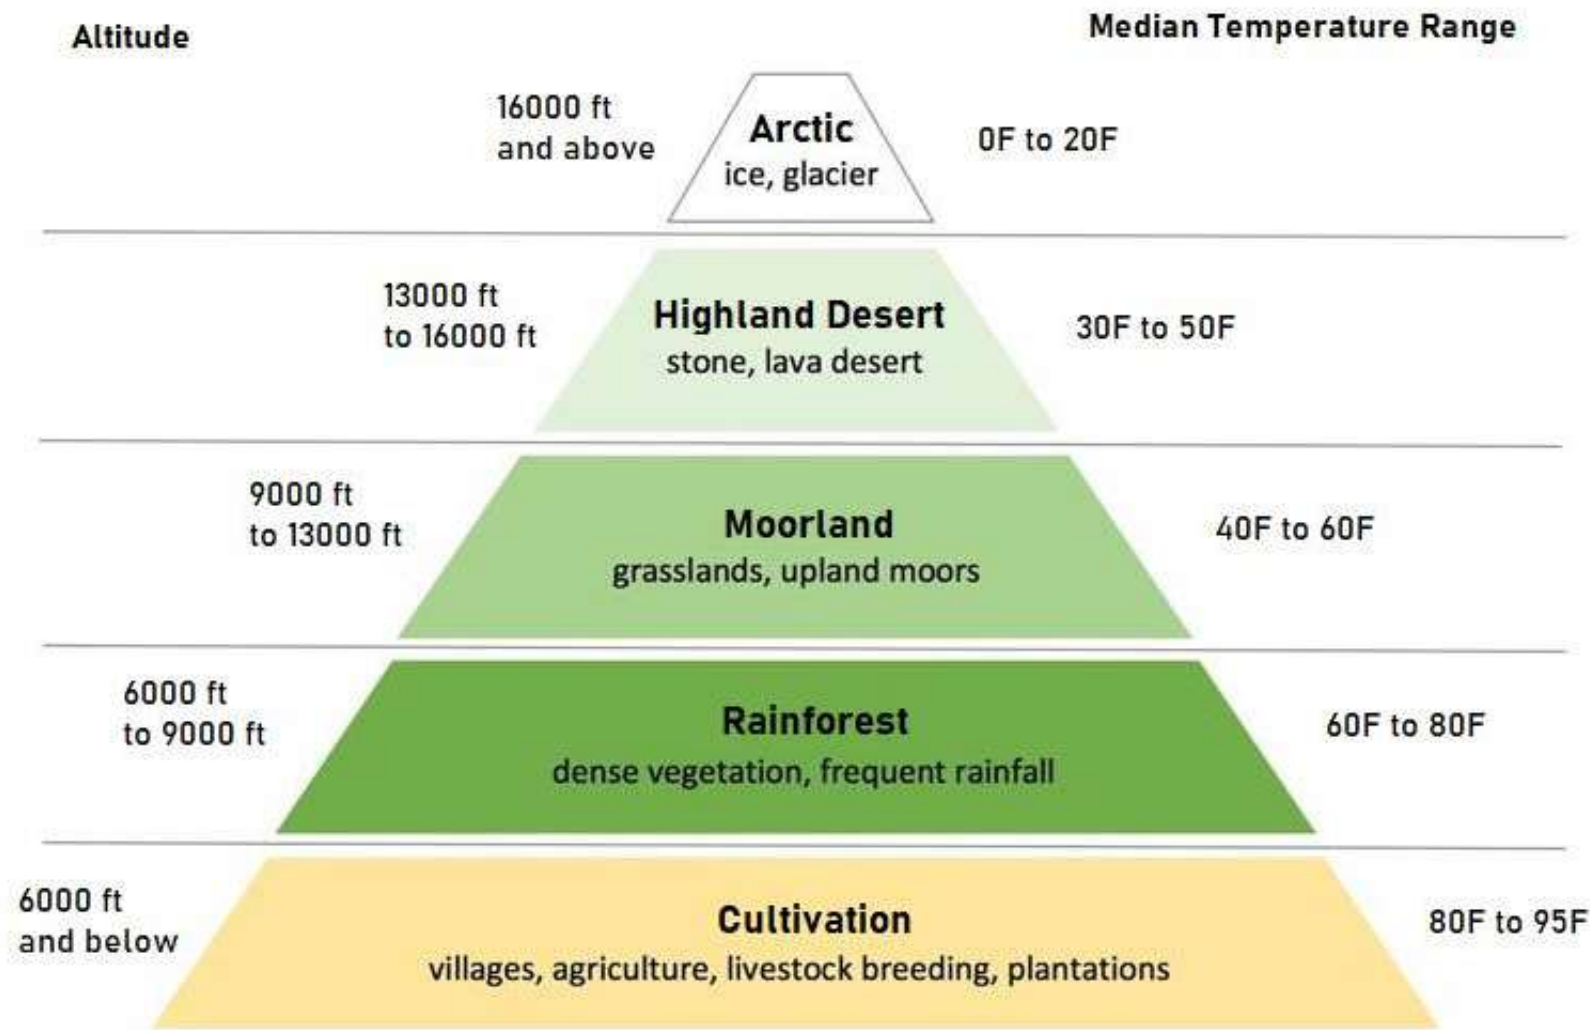 Altitude
Median Temperature Range
16000 ft
and above
Arctic
ice, glacier
0F to 20F
13000 ft
to 16000 ft
Highland Desert
stone, lava desert
30F to 50F
9000 ft
to 13000 ft
Moorland
grasslands, upland moors
40F to 60F
6000 ft
to 9000 ft
Rainforest
dense vegetation, frequent rainfall
60F to 80F
6000 ft
and below
Cultivation
villages, agriculture, livestock breeding, plantations
80F to 95F